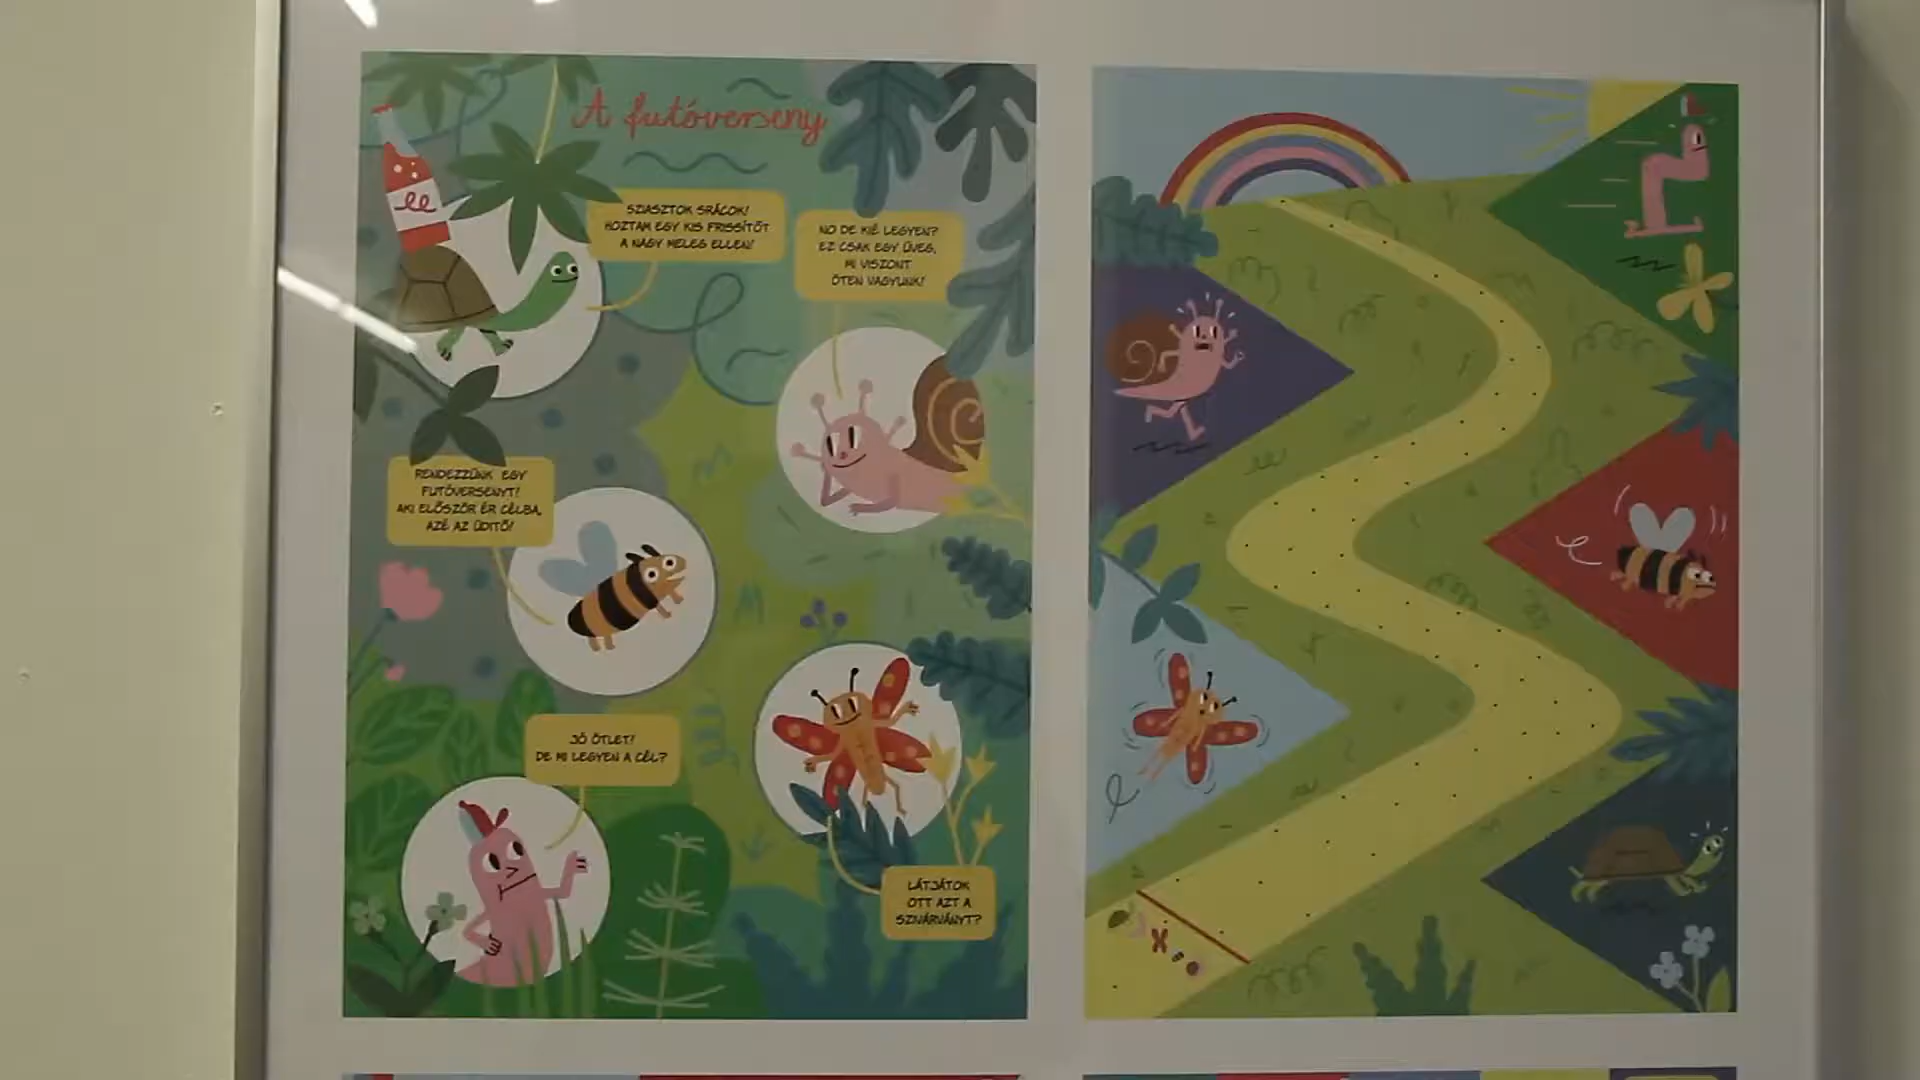 A futóverseny
SZIASZTOK SRÁCOK!
HOZTAM EGY KIS FRISSÍTŐT
A NAGY MELEG ELLEN!
NO DE KIÉ LEGYEN?
EZ CSAK EGY ÜVEG,
MI VISZONT
ÖTEN VAGYUNK!
RENDEZZÜNK EGY
FUTÓVERSENYT!
AKI ELŐSZÖR ÉR CÉLBA,
AZÉ AZ ÜDITŐ!
JÓ ÖTLET!
DE MI LEGYEN A CÉL?
LÁTJÁTOK
OTT AZT A
SZIVÁRVÁNYT?